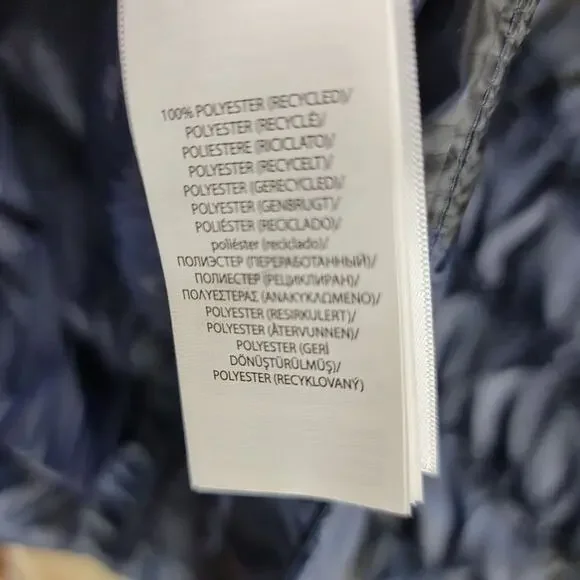 100% POLYESTER (RECYCLED)/
POLYESTER (RECYCLÉ)/
POLIESTERE (RICICLATO)/
POLYESTER (RECYCELT)/
POLYESTER (GERECYCLED)/
POLYESTER (GENBRUGT)/
POLIÉSTER (RECICLADO)/
poliéster (reciclado)/
ПОЛИЭСТЕР (ПЕРЕРАБОТАННЫЙ)/
ПОЛИЕСТЕР (РЕЦИКЛИРАН)/
ΠΟΛΥΕΣΤΕΡΑΣ (ΑΝΑΚΥΚΛΩΜΕΝΟ)/
POLYESTER (RESIRKULERT)/
POLYESTER (ÅTERVUNNEN)/
POLYESTER (GERİ
DÖNÜŞTÜRÜLMÜŞ)/
POLYESTER (RECYKLOVANÝ)